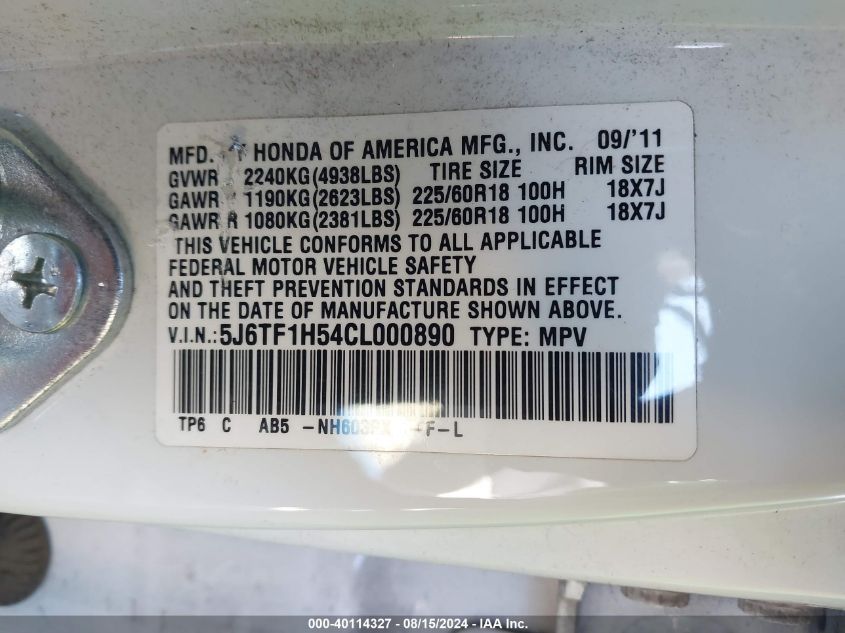 MFD. BY HONDA OF AMERICA MFG., INC. 09/'11
GVWR 2240KG(4938LBS) TIRE SIZE RIM SIZE
GAWR 1190KG(2623LBS) 225/60R18 100H 18X7J
GAWR R 1080KG(2381LBS) 225/60R18 100H 18X7J
THIS VEHICLE CONFORMS TO ALL APPLICABLE
FEDERAL MOTOR VEHICLE SAFETY
AND THEFT PREVENTION STANDARDS IN EFFECT
ON THE DATE OF MANUFACTURE SHOWN ABOVE.
V.I.N.:5J6TF1H54CL000890 TYPE: MPV
TP6 C AB5 -NH603PX -F-L
000-40114327 - 08/15/2024 - IAA Inc.